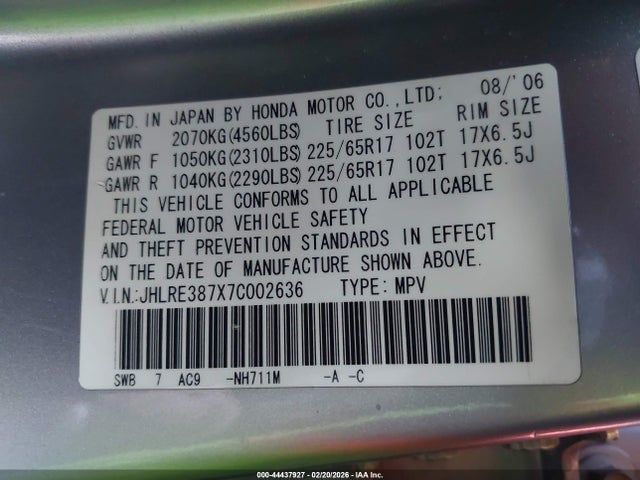 MFD. IN JAPAN BY HONDA MOTOR CO., LTD; 08/'06
GVWR 2070KG(4560LBS) TIRE SIZE RIM SIZE
GAWR F 1050KG(2310LBS) 225/65R17 102T 17X6.5J
GAWR R 1040KG(2290LBS) 225/65R17 102T 17X6.5J
THIS VEHICLE CONFORMS TO ALL APPLICABLE
FEDERAL MOTOR VEHICLE SAFETY
AND THEFT PREVENTION STANDARDS IN EFFECT
ON THE DATE OF MANUFACTURE SHOWN ABOVE.
V.I.N.:JHLRE387X7C002636 TYPE: MPV
SWB 7 AC9 -NH711M -A -C
000-44437927 - 02/20/2026 - IAA Inc.